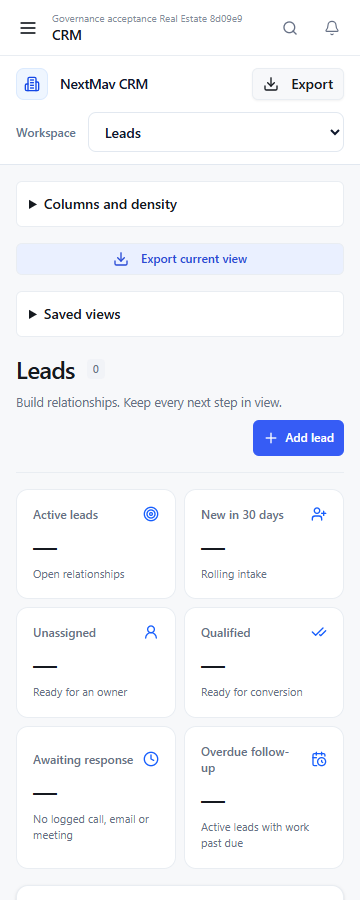 Governance acceptance Real Estate 8d09e9
CRM
NextMav CRM
Export
Workspace
Leads
Columns and density
Export current view
Saved views
Leads 0
Build relationships. Keep every next step in view.
Add lead
Active leads
—
Open relationships
New in 30 days
—
Rolling intake
Unassigned
—
Ready for an owner
Qualified
—
Ready for conversion
Awaiting response
—
No logged call, email or
meeting
Overdue follow-
up
—
Active leads with work
past due